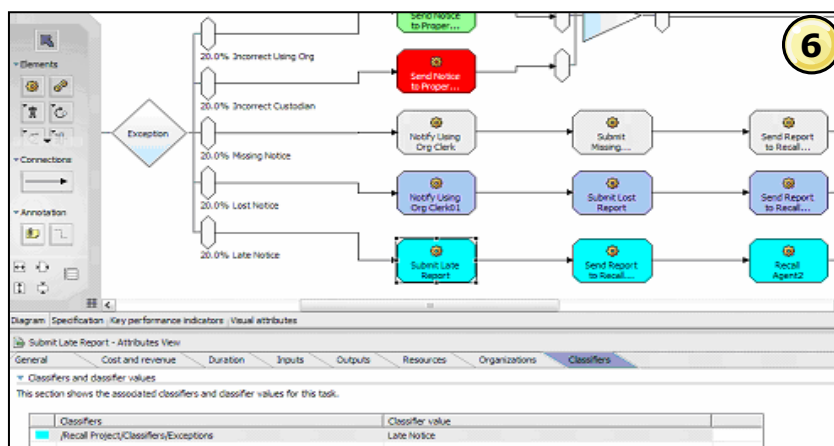 6
Send Notice
to Proper...
Elements
20.0% Incorrect Using Org
Send Notice
to Proper...
20.0% Incorrect Custodian
Exception
Notify Using
Org Clerk
Submit
Missing...
Send Report
to Recall...
20.0% Missing Notice
Connections
Notify Using
Org Clerk01
Submit Lost
Report
Send Report
to Recall...
20.0% Lost Notice
Annotation
20.0% Late Notice
Submit Late
Report
Send Report
to Recall...
Recall
Agent2
Diagram Specification Key performance indicators Visual attributes
Submit Late Report - Attributes View
General Cost and revenue Duration Inputs Outputs Resources Organizations Classifiers
Classifiers and classifier values
This section shows the associated classifiers and classifier values for this task.
Classifiers Classifier value
/Recall Project/Classifiers/Exceptions Late Notice